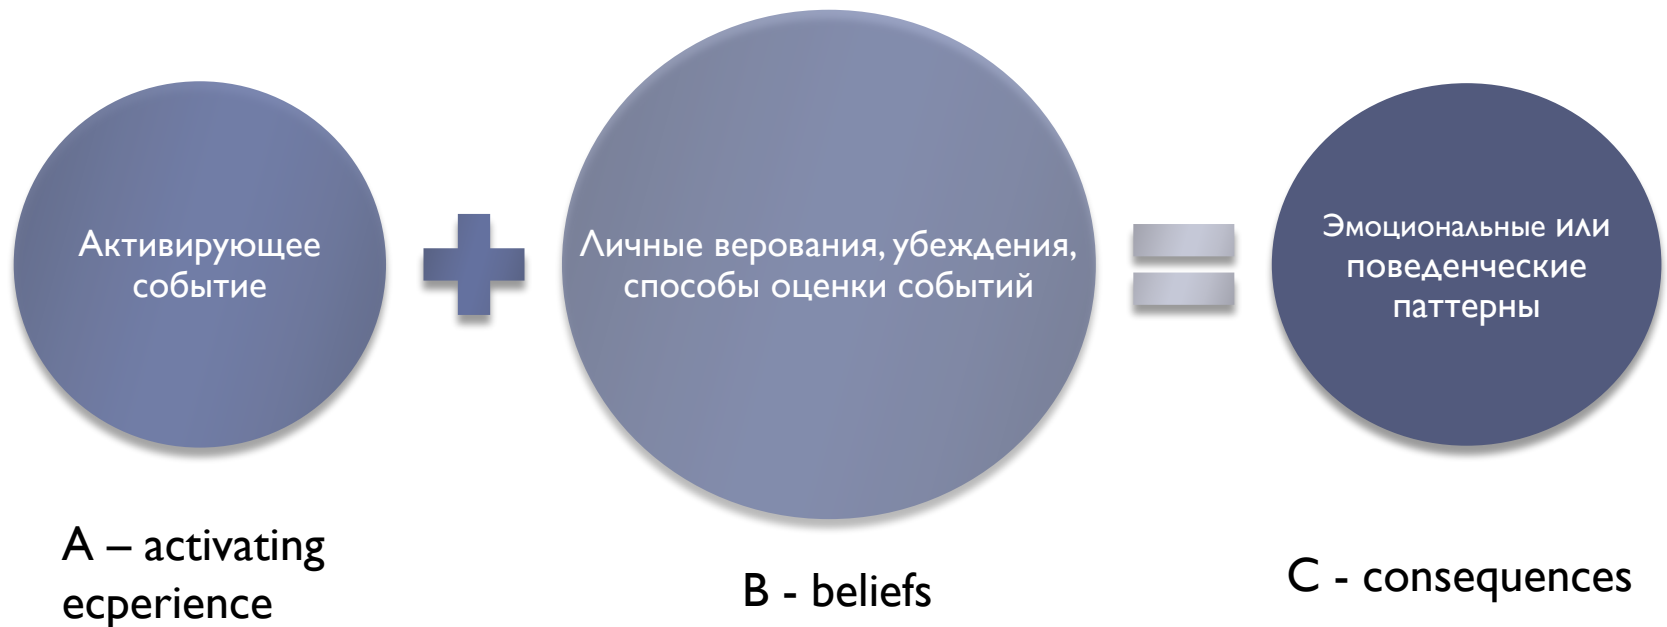 Активирующее
событие
Личные верования, убеждения,
способы оценки событий
Эмоциональные или
поведенческие
паттерны
A – activating
ecperience
B - beliefs
C - consequences